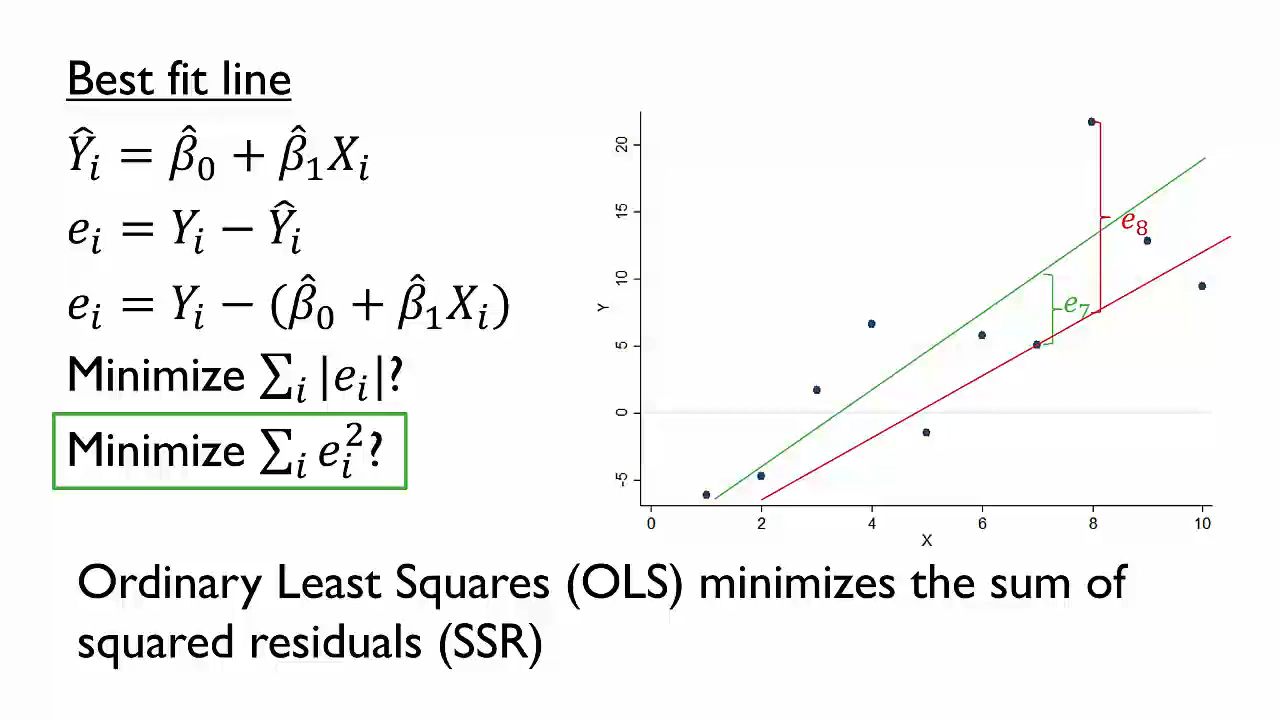 Best fit line
Ŷᵢ = β̂₀ + β̂₁Xᵢ
eᵢ = Yᵢ − Ŷᵢ
eᵢ = Yᵢ − (β̂₀ + β̂₁Xᵢ)
Minimize ∑ᵢ |eᵢ|?
Minimize ∑ᵢ eᵢ²?
20
15
10
5
0
-5
Y
e₈
e₇
0 2 4 6 8 10
X
Ordinary Least Squares (OLS) minimizes the sum of
squared residuals (SSR)